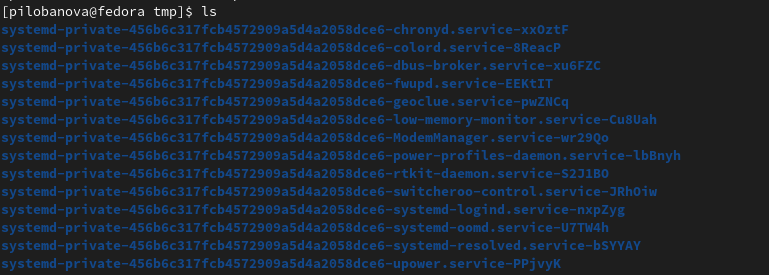 [pilobanova@fedora tmp]$ ls
systemd-private-456b6c317fcb4572909a5d4a2058dce6-chronyd.service-xxOztF
systemd-private-456b6c317fcb4572909a5d4a2058dce6-colord.service-8ReacP
systemd-private-456b6c317fcb4572909a5d4a2058dce6-dbus-broker.service-xu6FZC
systemd-private-456b6c317fcb4572909a5d4a2058dce6-fwupd.service-EEKtIT
systemd-private-456b6c317fcb4572909a5d4a2058dce6-geoclue.service-pwZNCq
systemd-private-456b6c317fcb4572909a5d4a2058dce6-low-memory-monitor.service-Cu8Uah
systemd-private-456b6c317fcb4572909a5d4a2058dce6-ModemManager.service-wr29Qo
systemd-private-456b6c317fcb4572909a5d4a2058dce6-power-profiles-daemon.service-lbBnyh
systemd-private-456b6c317fcb4572909a5d4a2058dce6-rtkit-daemon.service-S2J1BO
systemd-private-456b6c317fcb4572909a5d4a2058dce6-switcheroo-control.service-JRhOiw
systemd-private-456b6c317fcb4572909a5d4a2058dce6-systemd-logind.service-nxpZyg
systemd-private-456b6c317fcb4572909a5d4a2058dce6-systemd-oomd.service-U7TW4h
systemd-private-456b6c317fcb4572909a5d4a2058dce6-systemd-resolved.service-bSYYAY
systemd-private-456b6c317fcb4572909a5d4a2058dce6-upower.service-PPjvyK